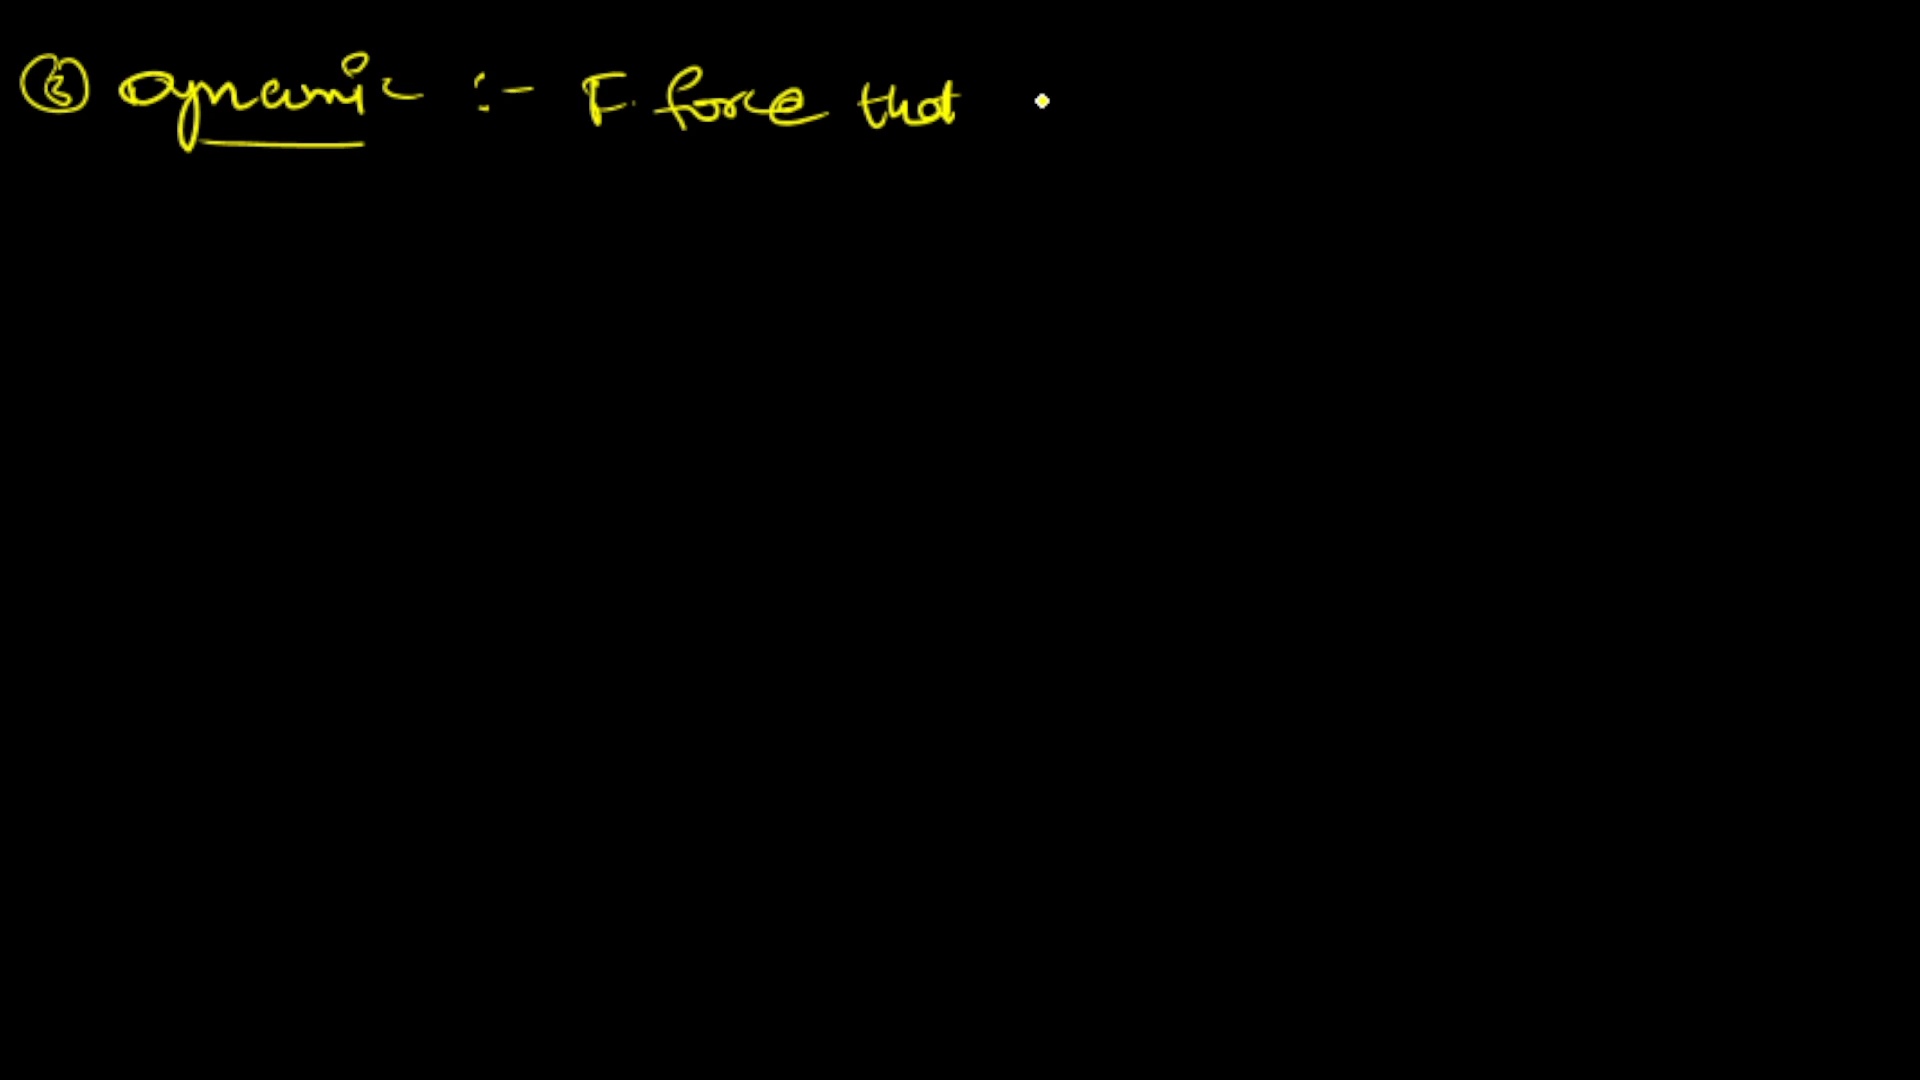 ③ Dynamic :- F. force that